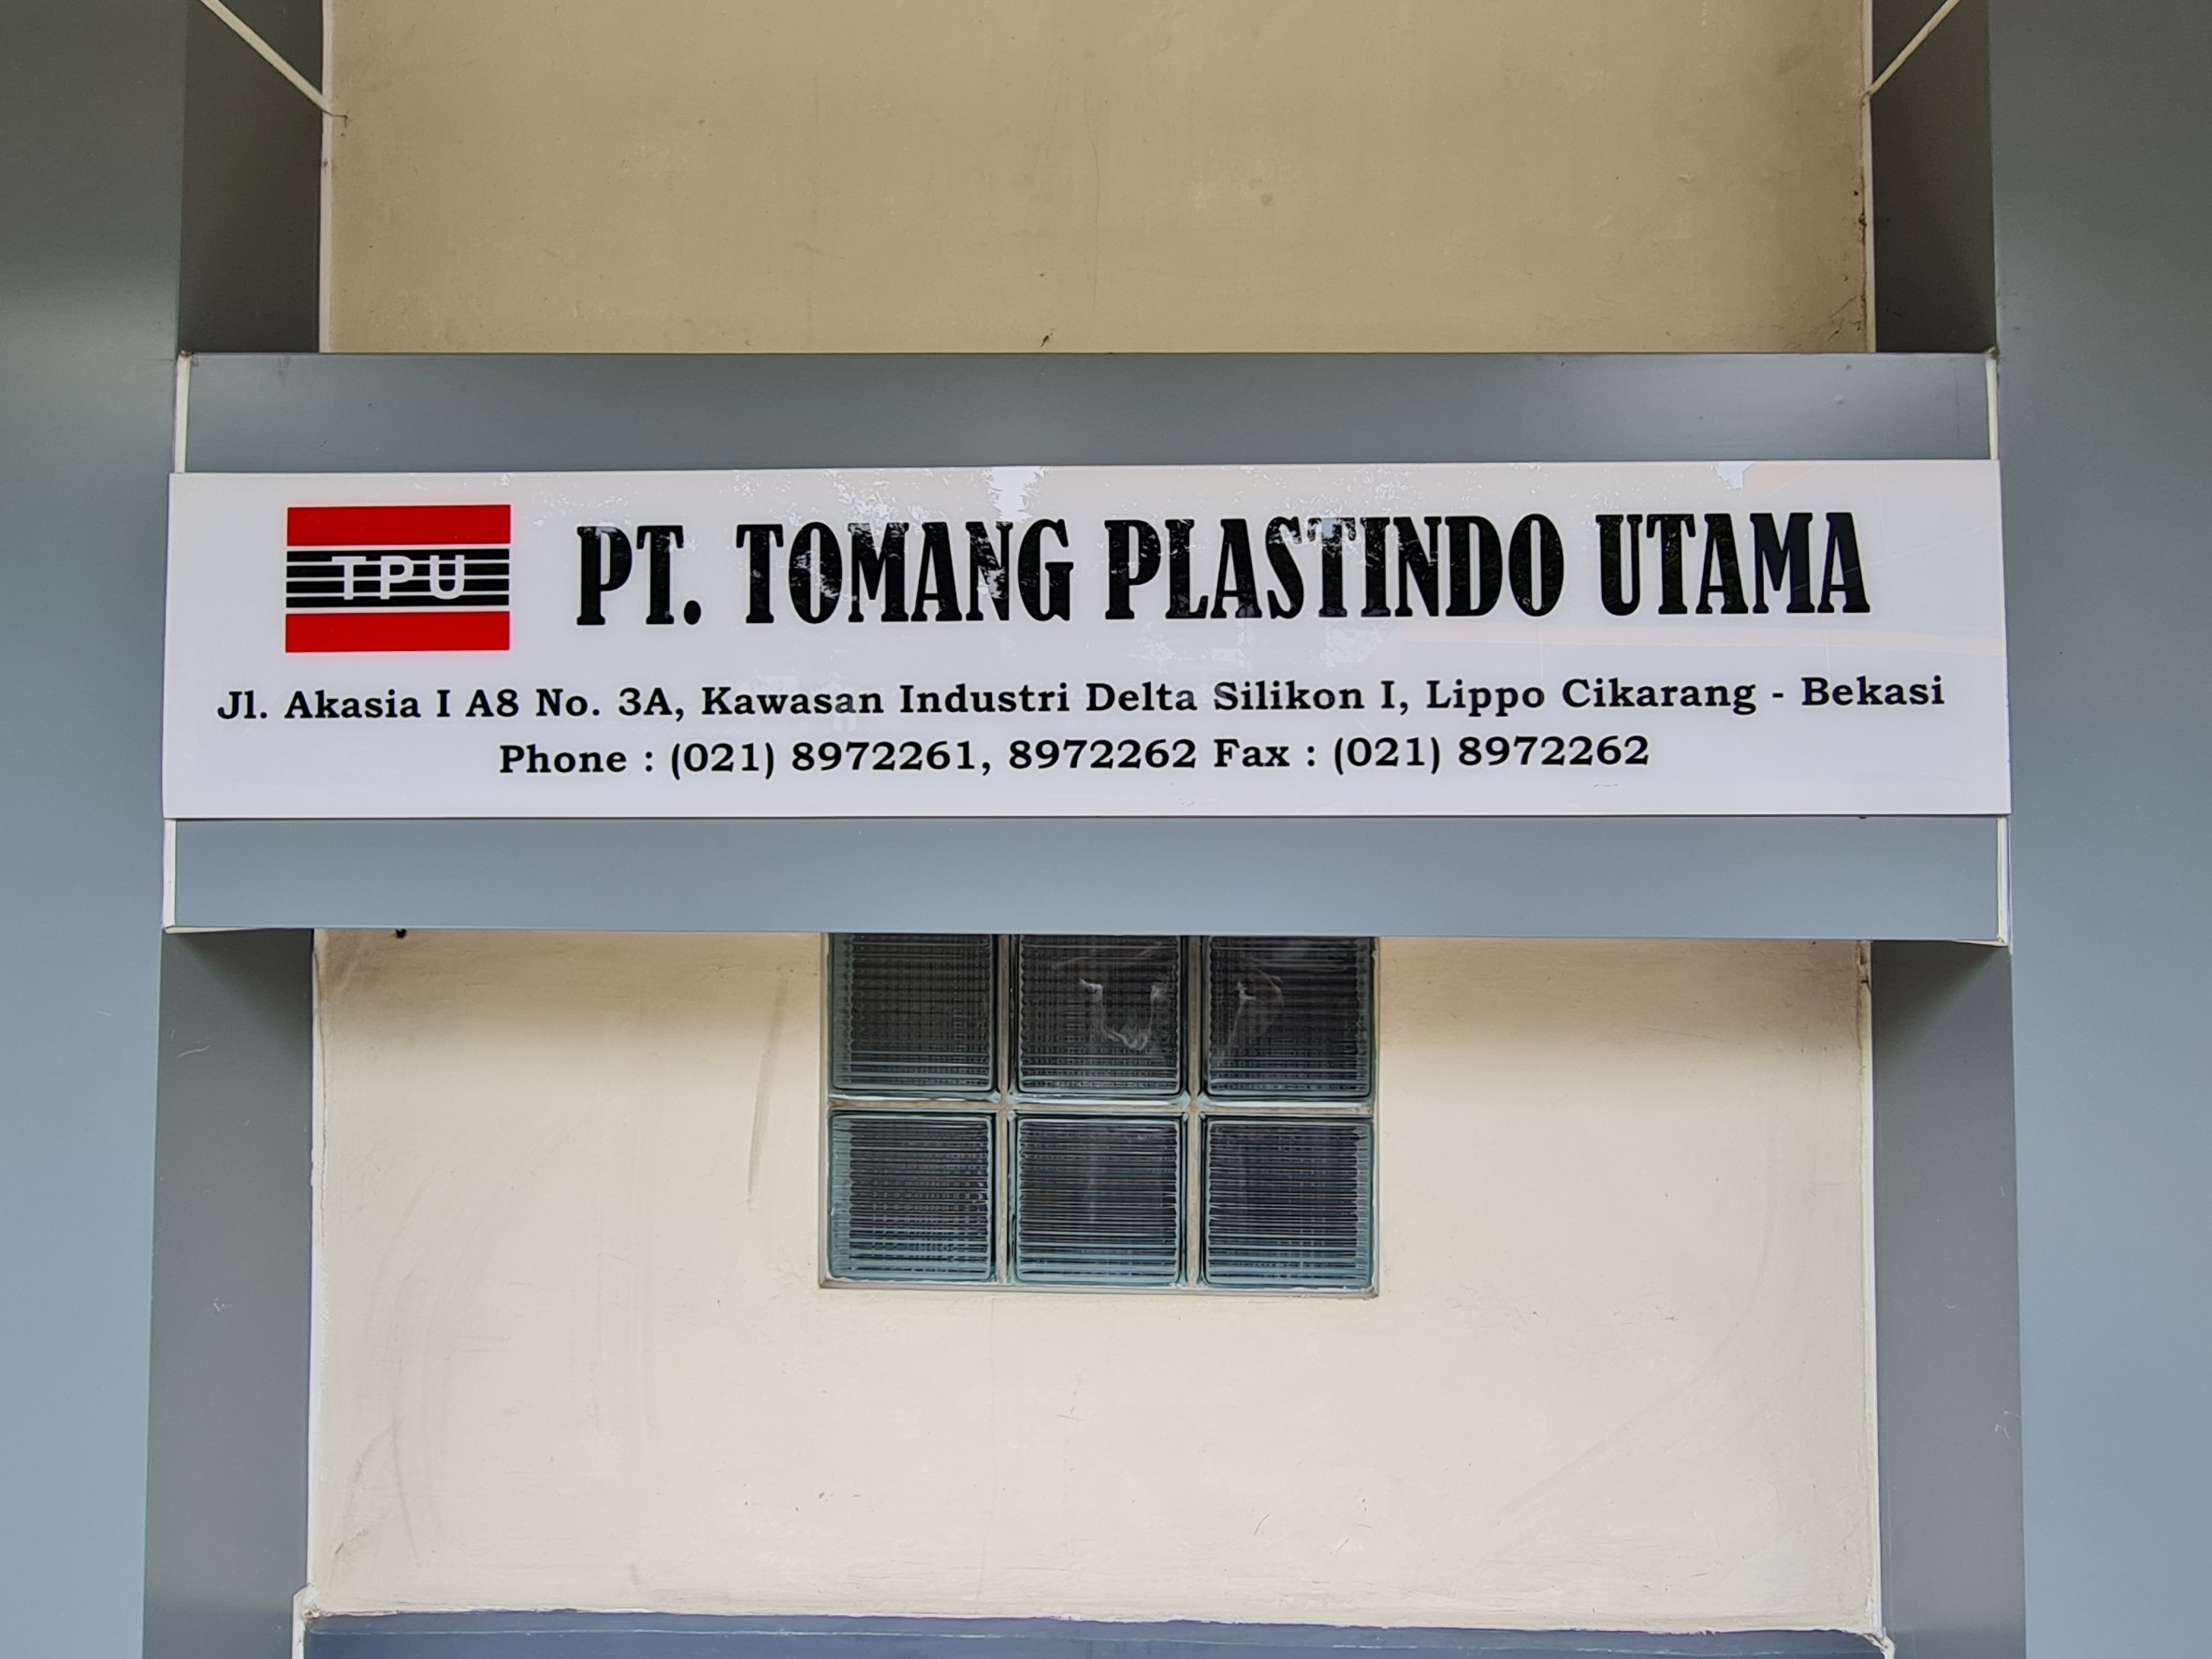 TPU
PT. TOMANG PLASTINDO UTAMA
Jl. Akasia I A8 No. 3A, Kawasan Industri Delta Silikon I, Lippo Cikarang - Bekasi
Phone : (021) 8972261, 8972262 Fax : (021) 8972262